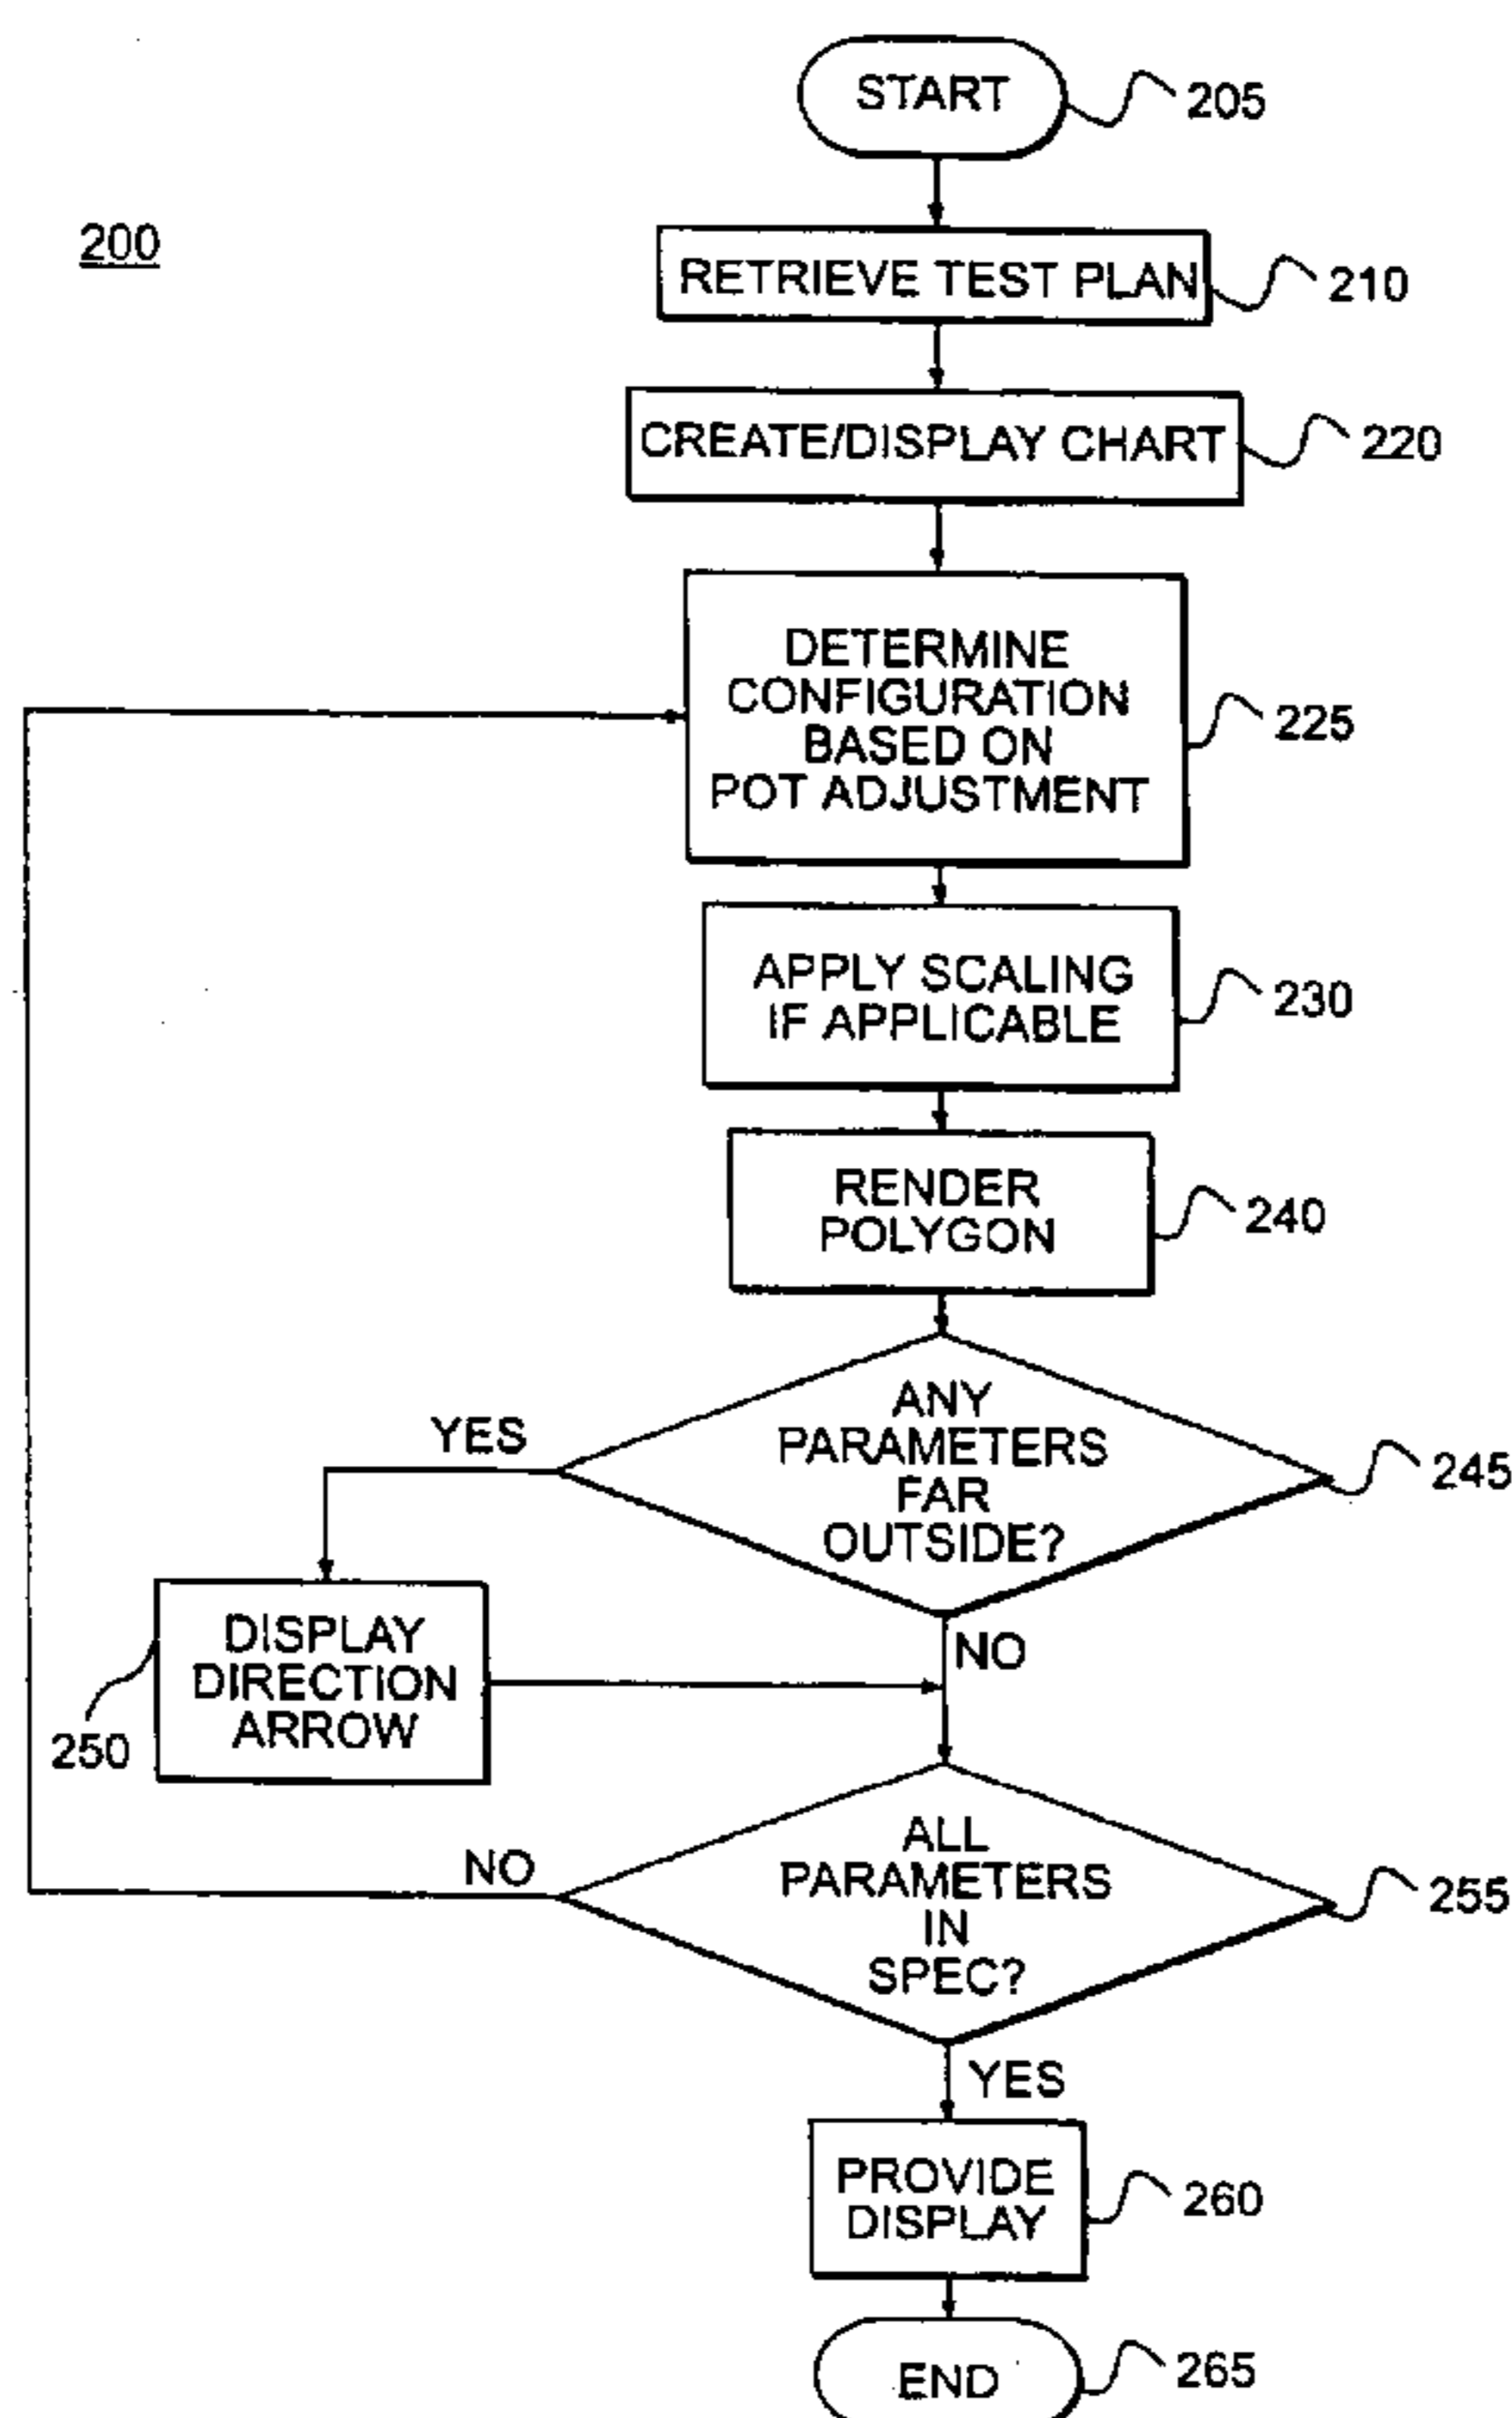 START
205
200
RETRIEVE TEST PLAN
210
CREATE/DISPLAY CHART
220
DETERMINE
CONFIGURATION
BASED ON
POT ADJUSTMENT
225
APPLY SCALING
IF APPLICABLE
230
RENDER
POLYGON
240
ANY
PARAMETERS
FAR
OUTSIDE?
245
YES
NO
DISPLAY
DIRECTION
ARROW
250
ALL
PARAMETERS
IN
SPEC?
255
NO
YES
PROVIDE
DISPLAY
260
END
265